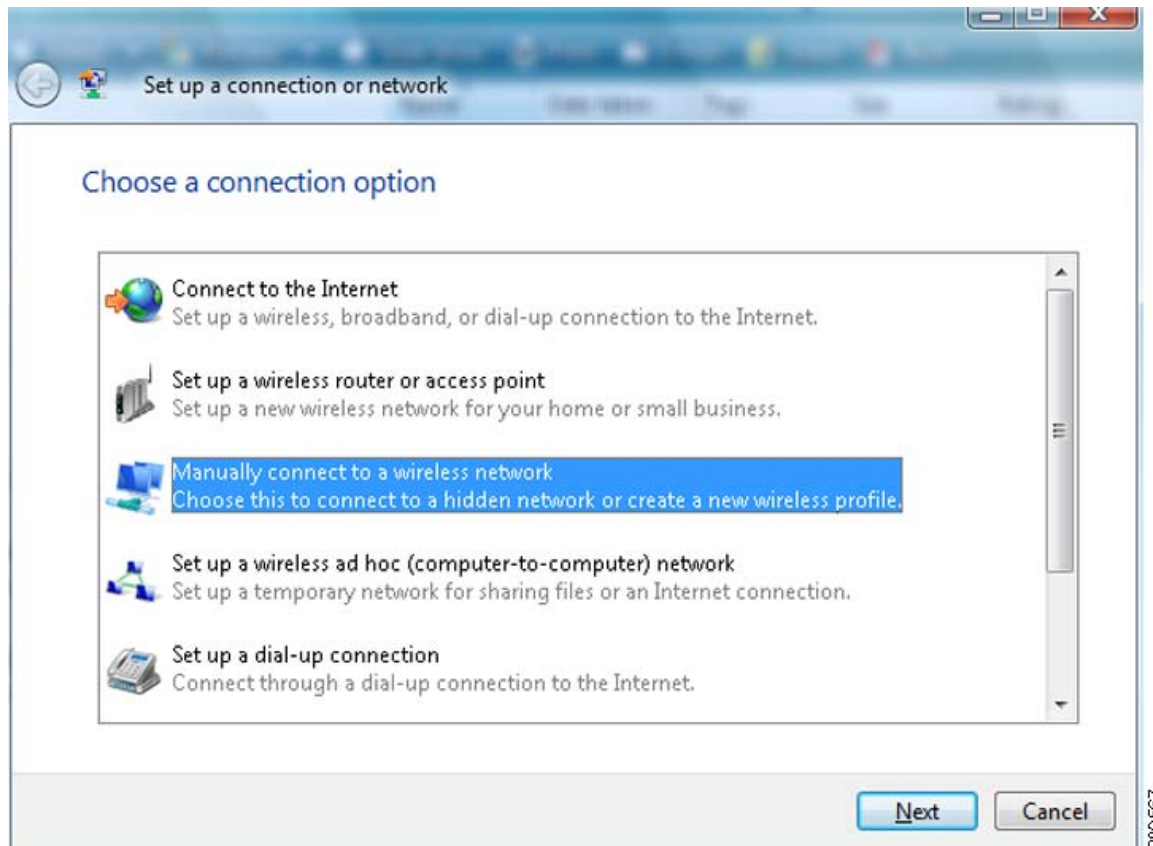 Set up a connection or network
Choose a connection option
Connect to the Internet
Set up a wireless, broadband, or dial-up connection to the Internet.
Set up a wireless router or access point
Set up a new wireless network for your home or small business.
Manually connect to a wireless network
Choose this to connect to a hidden network or create a new wireless profile.
Set up a wireless ad hoc (computer-to-computer) network
Set up a temporary network for sharing files or an Internet connection.
Set up a dial-up connection
Connect through a dial-up connection to the Internet.
Next
Cancel